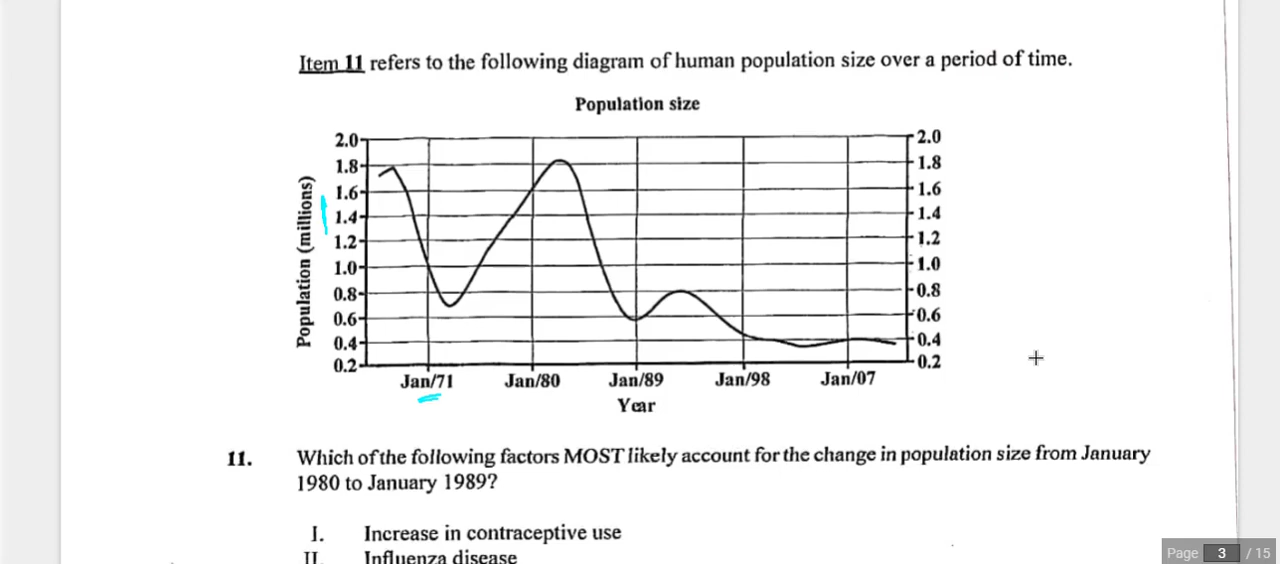 Item 11 refers to the following diagram of human population size over a period of time.
Population size
2.0 2.0
1.8 1.8
1.6 1.6
1.4 1.4
1.2 1.2
1.0 1.0
0.8 0.8
0.6 0.6
0.4 0.4
0.2 0.2
Population (millions)
Jan/71 Jan/80 Jan/89 Jan/98 Jan/07
Year
11. Which of the following factors MOST likely account for the change in population size from January
1980 to January 1989?
I. Increase in contraceptive use
II. Influenza disease
Page 3 / 15